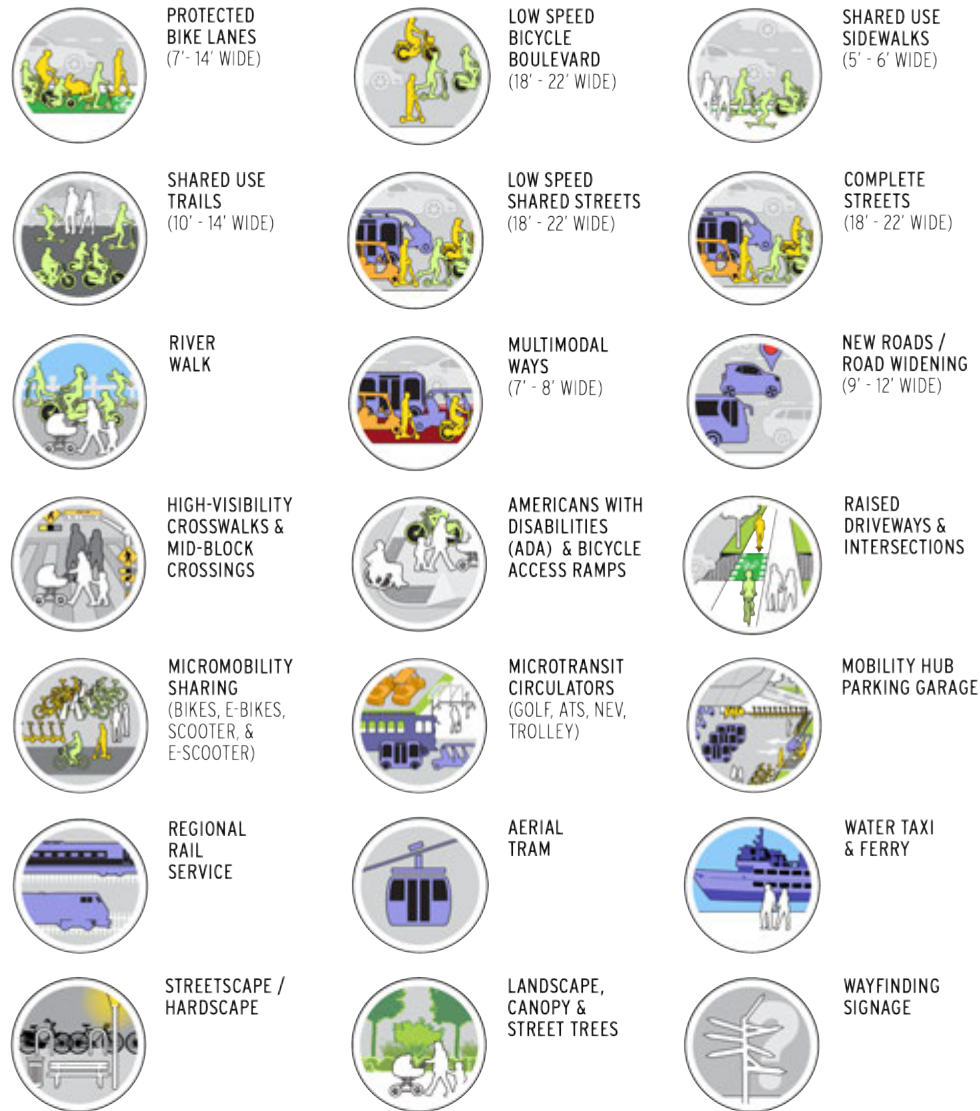 PROTECTED
BIKE LANES
(7'- 14' WIDE)
LOW SPEED
BICYCLE
BOULEVARD
(18' - 22' WIDE)
SHARED USE
SIDEWALKS
(5' - 6' WIDE)
SHARED USE
TRAILS
(10' - 14' WIDE)
LOW SPEED
SHARED STREETS
(18' - 22' WIDE)
COMPLETE
STREETS
(18' - 22' WIDE)
RIVER
WALK
MULTIMODAL
WAYS
(7' - 8' WIDE)
NEW ROADS /
ROAD WIDENING
(9' - 12' WIDE)
HIGH-VISIBILITY
CROSSWALKS &
MID-BLOCK
CROSSINGS
AMERICANS WITH
DISABILITIES
(ADA) & BICYCLE
ACCESS RAMPS
RAISED
DRIVEWAYS &
INTERSECTIONS
MICROMOBILITY
SHARING
(BIKES, E-BIKES,
SCOOTER, &
E-SCOOTER)
MICROTRANSIT
CIRCULATORS
(GOLF, ATS, NEV,
TROLLEY)
MOBILITY HUB
PARKING GARAGE
REGIONAL
RAIL
SERVICE
AERIAL
TRAM
WATER TAXI
& FERRY
STREETSCAPE /
HARDSCAPE
LANDSCAPE,
CANOPY &
STREET TREES
WAYFINDING
SIGNAGE
?